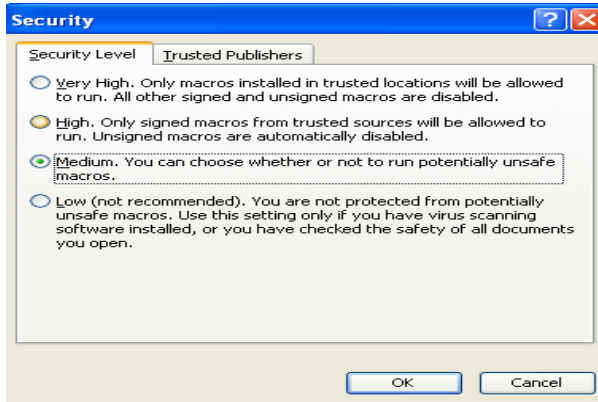 Security
Security Level Trusted Publishers
Very High. Only macros installed in trusted locations will be allowed
to run. All other signed and unsigned macros are disabled.
High. Only signed macros from trusted sources will be allowed to
run. Unsigned macros are automatically disabled.
Medium. You can choose whether or not to run potentially unsafe
macros.
Low (not recommended). You are not protected from potentially
unsafe macros. Use this setting only if you have virus scanning
software installed, or you have checked the safety of all documents
you open.
OK Cancel